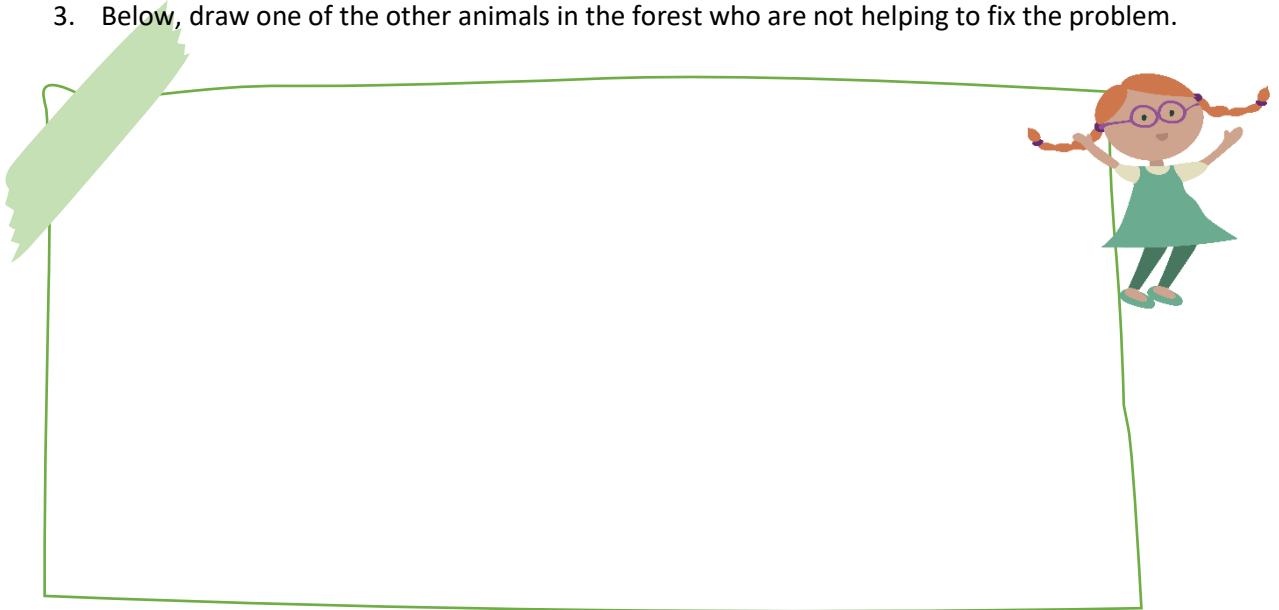 3. Below, draw one of the other animals in the forest who are not helping to fix the problem.